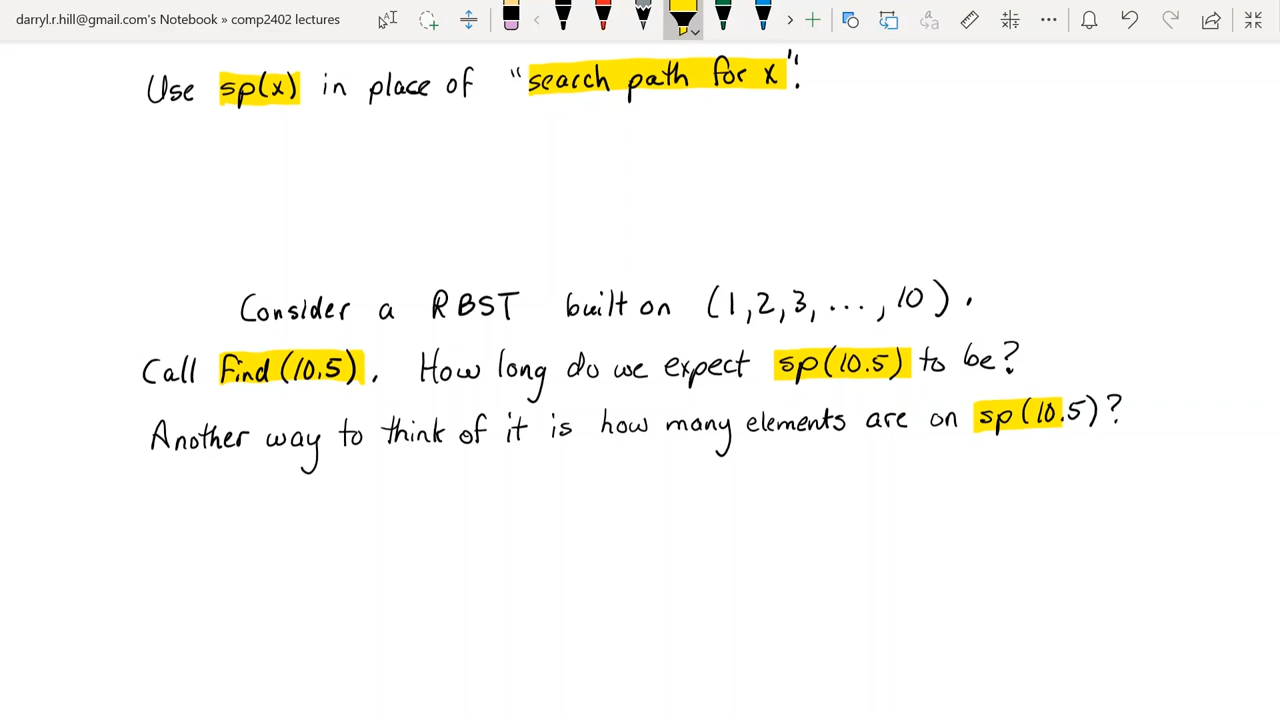 darryl.r.hill@gmail.com's Notebook » comp2402 lectures
Use sp(x) in place of "search path for x".
Consider a RBST built on (1,2,3, ..., 10).
Call Find(10.5). How long do we expect sp(10.5) to be?
Another way to think of it is how many elements are on sp(10.5)?